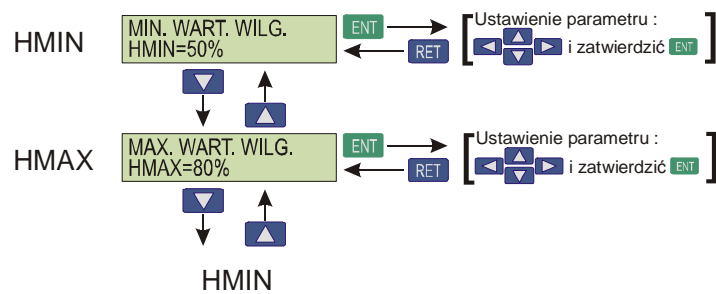 HMIN
MIN. WART. WILG.
HMIN=50%
ENT
RET
Ustawienie parametru :
i zatwierdzić ENT
HMAX
MAX. WART. WILG.
HMAX=80%
ENT
RET
Ustawienie parametru :
i zatwierdzić ENT
HMIN